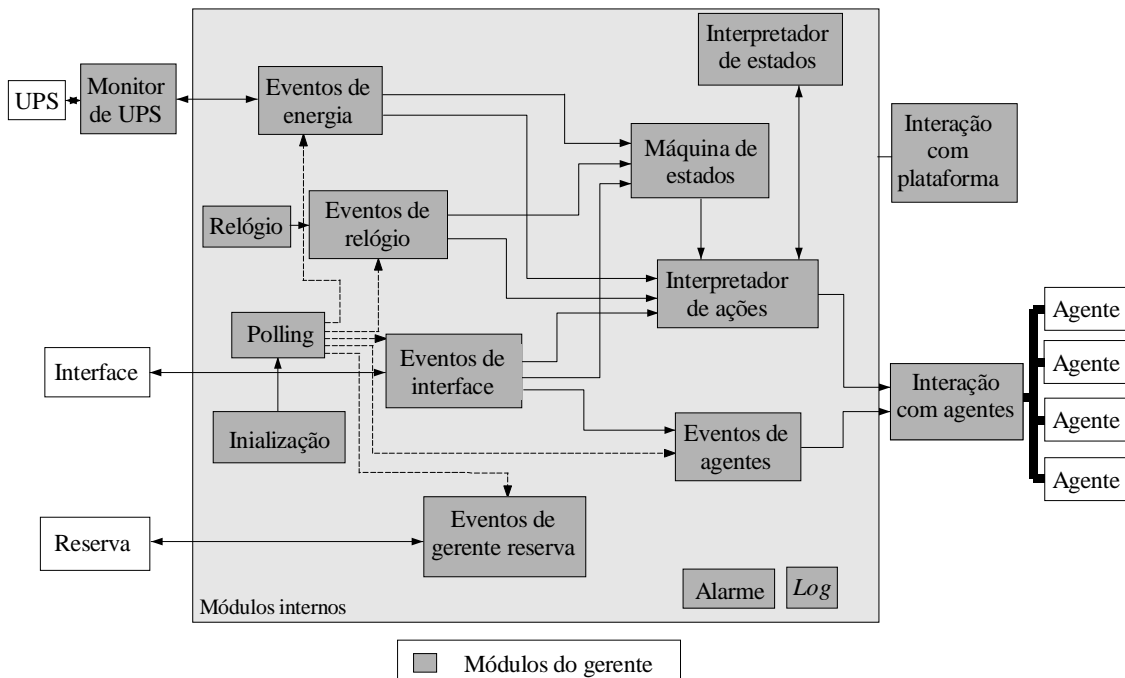 Interpretador
de estados
UPS
Monitor
de UPS
Eventos de
energia
Máquina de
estados
Interação
com
plataforma
Relógio
Eventos de
relógio
Interpretador
de ações
Polling
Interface
Eventos de
interface
Agente
Agente
Agente
Agente
Interação
com agentes
Inialização
Eventos de
agentes
Reserva
Eventos de
gerente reserva
Alarme
Log
Módulos internos
Módulos do gerente